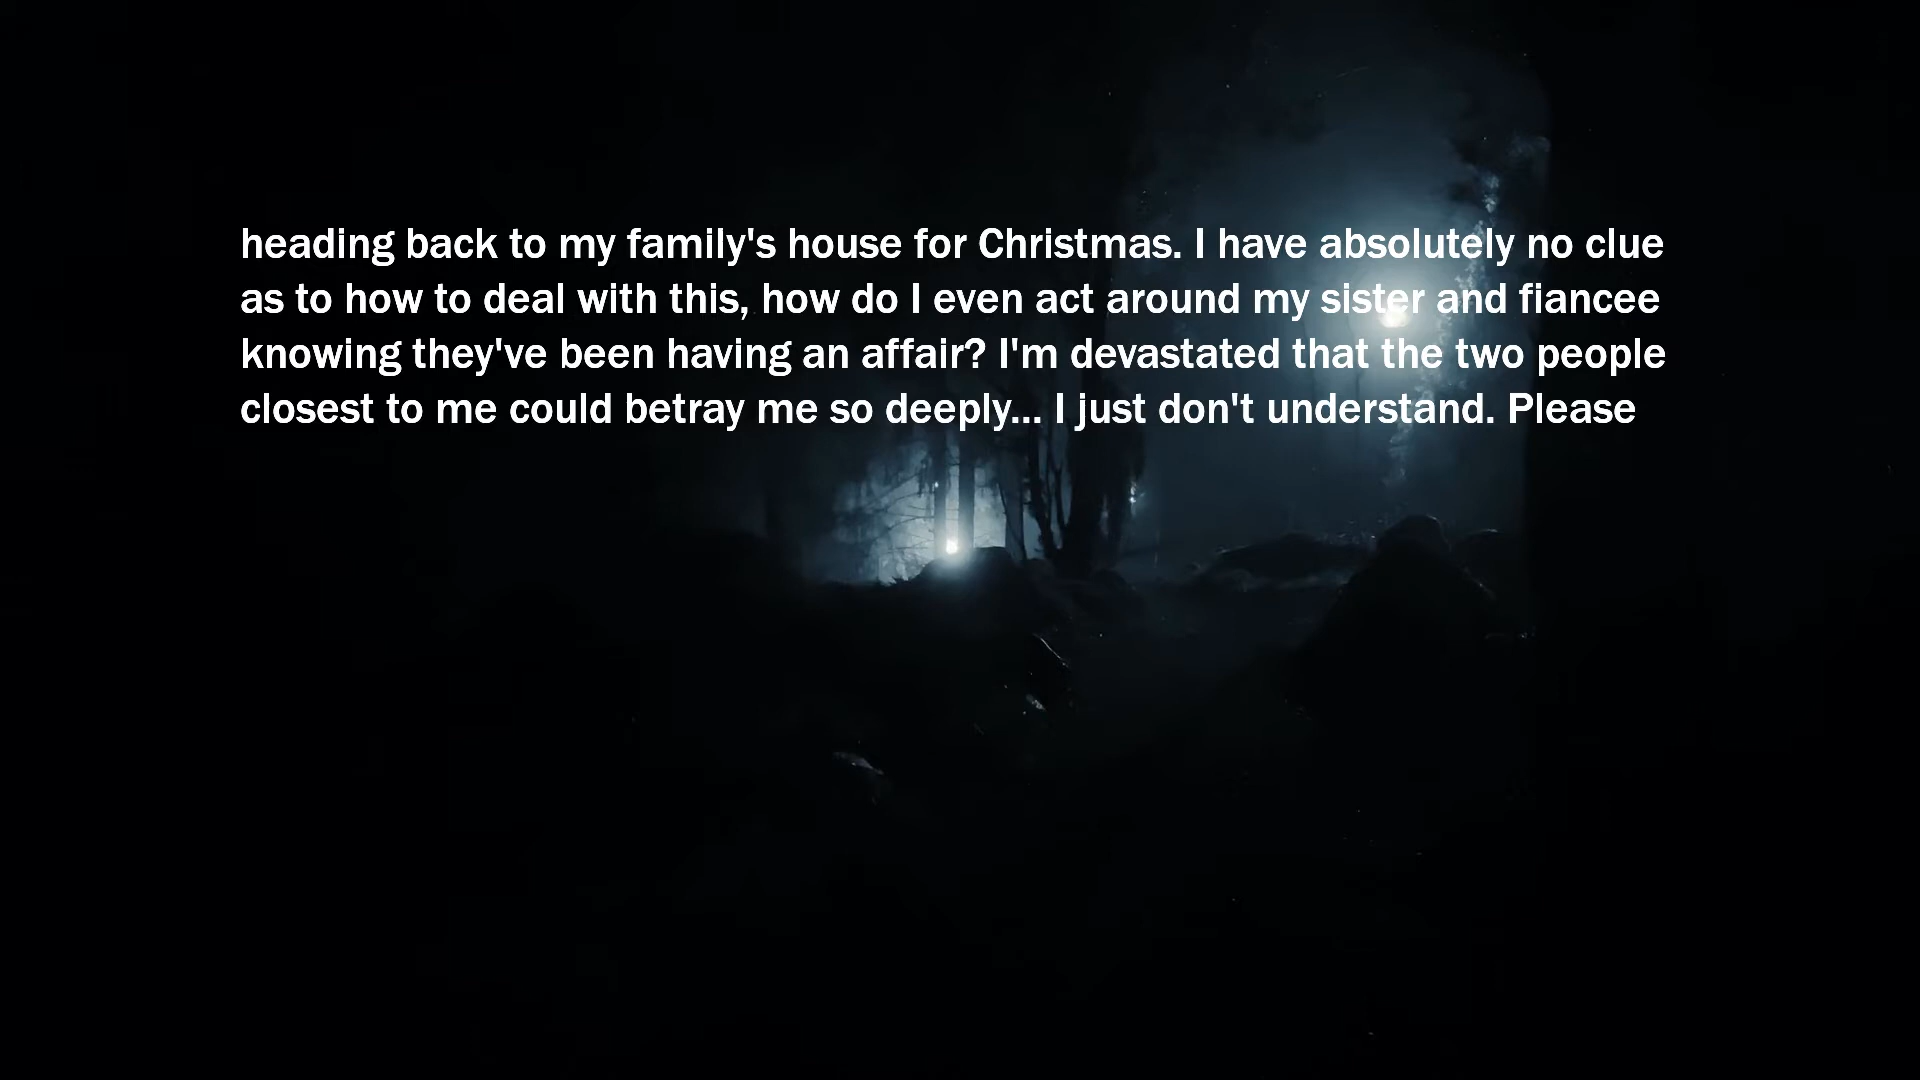 heading back to my family's house for Christmas. I have absolutely no clue
as to how to deal with this, how do I even act around my sister and fiancee
knowing they've been having an affair? I'm devastated that the two people
closest to me could betray me so deeply... I just don't understand. Please